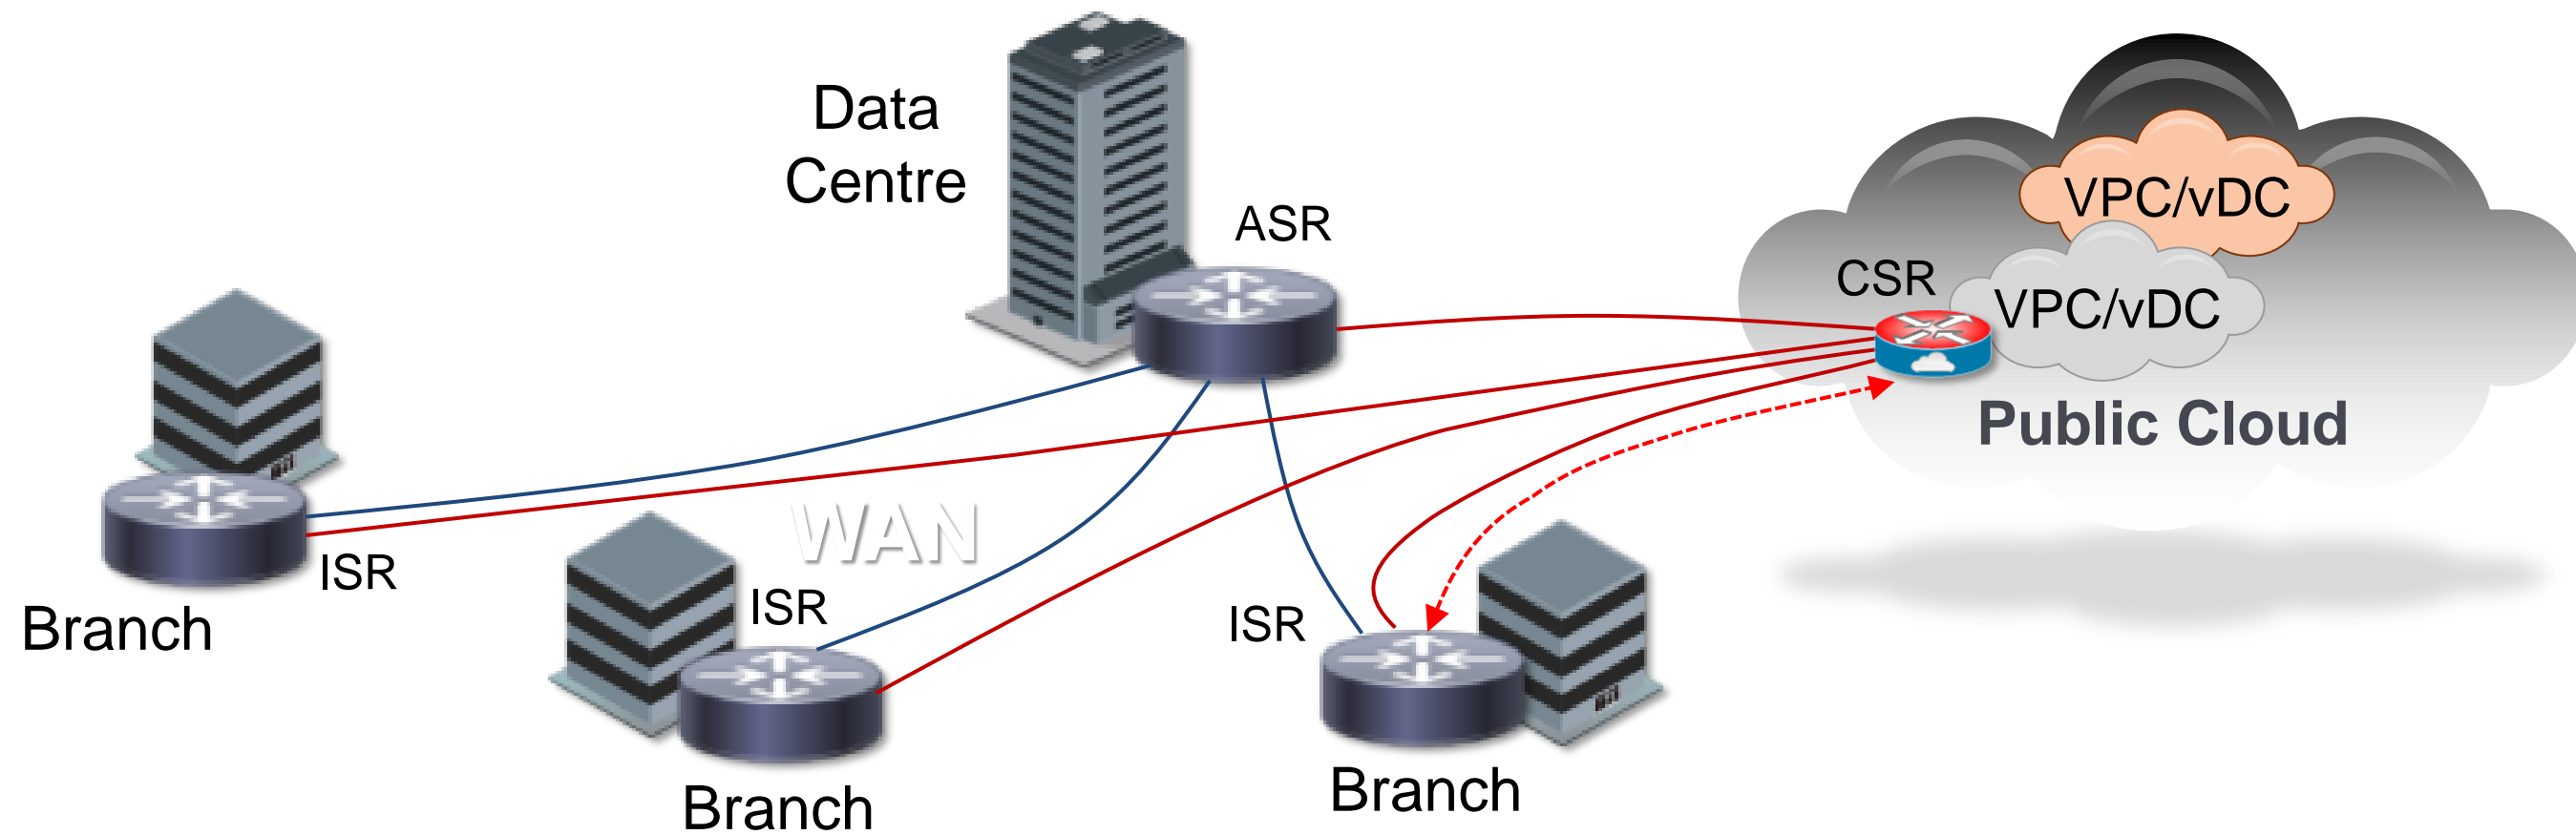 Data
Centre
ASR
VPC/vDC
CSR
VPC/vDC
Public Cloud
WAN
ISR
Branch
ISR
Branch
ISR
Branch